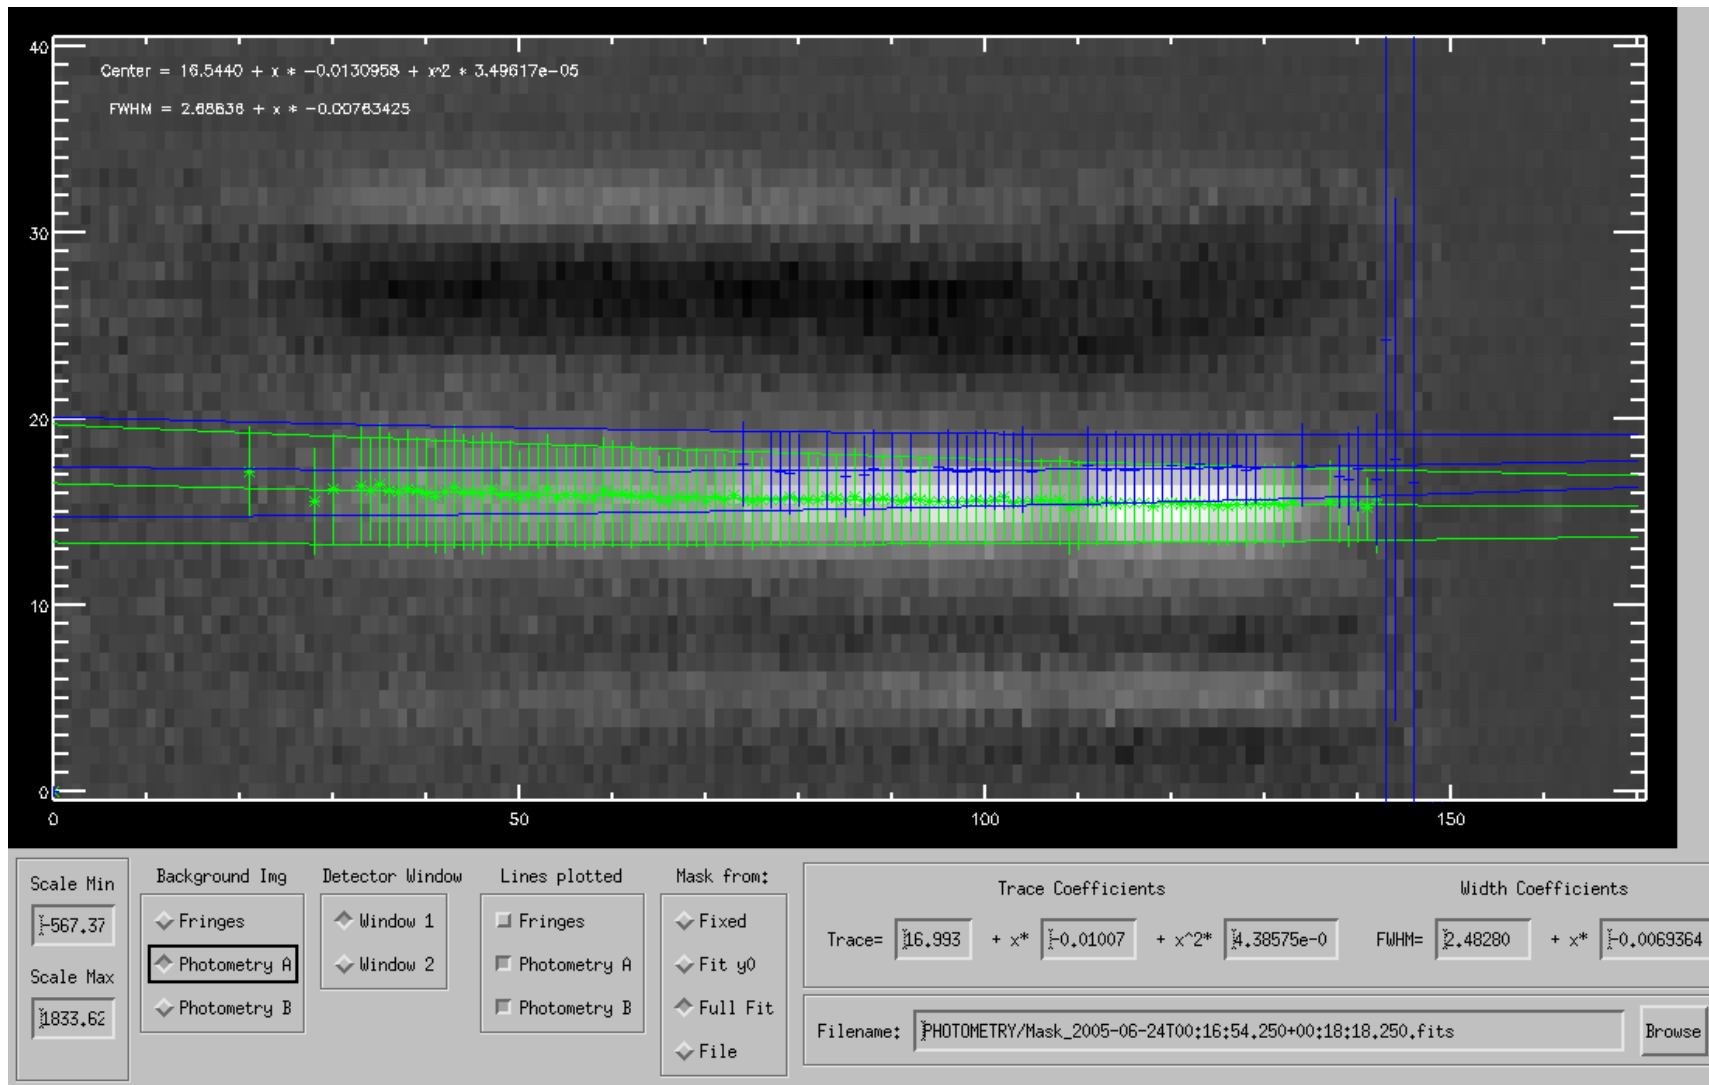 40
Center = 16.5440 + x * -0.0130958 + x^2 * 3.49617e-05
FWHM = 2.68636 + x * -0.00763425
30
20
10
0
0 50 100 150
Scale Min
-567.37
Scale Max
1833.62
Background Img
Fringes
Photometry A
Photometry B
Detector Window
Window 1
Window 2
Lines plotted
Fringes
Photometry A
Photometry B
Mask from:
Fixed
Fit y0
Full Fit
File
Trace Coefficients
Trace= 16.993 + x* -0.01007 + x^2* 4.38575e-0
Width Coefficients
FWHM= 2.48280 + x* -0.0069364
Filename: PHOTOMETRY/Mask_2005-06-24T00:16:54.250+00:18:18.250.fits
Browse